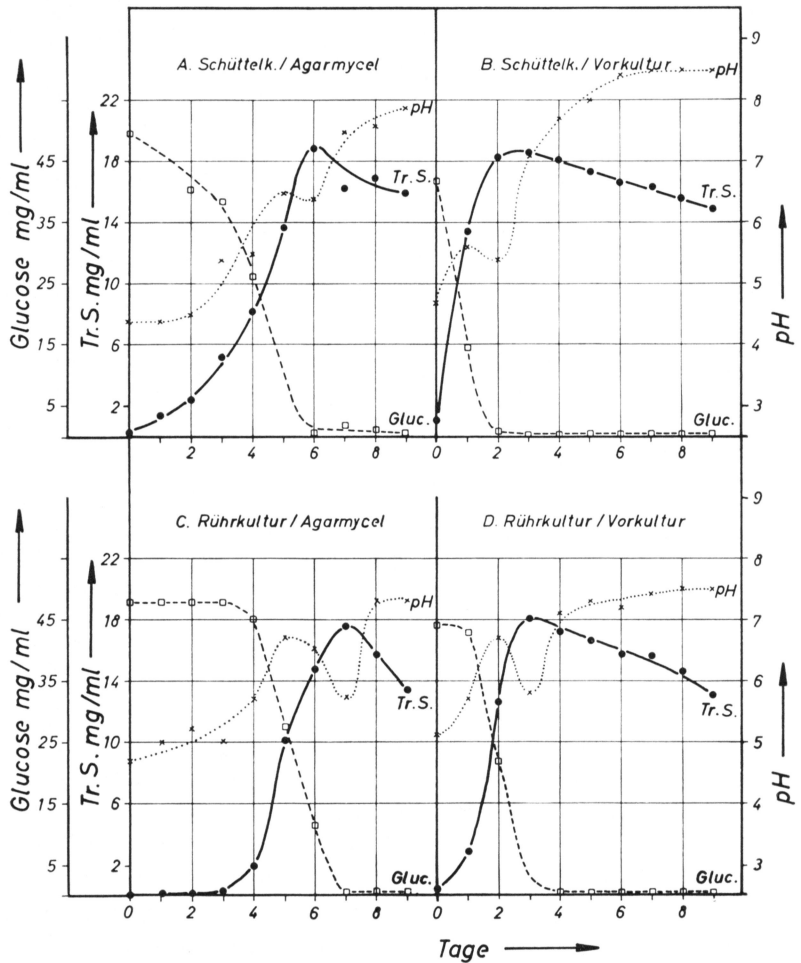 A. Schüttelk./Agarmycel
B. Schüttelk./Vorkultur
Glucose mg/ml
45
35
25
15
5
Tr.S. mg/ml
22
18
14
10
6
2
pH
Tr.S.
Gluc.
pH
Tr.S.
Gluc.
9
8
7
6
5
4
3
pH
0 2 4 6 8 0 2 4 6 8
C. Rührkultur/Agarmycel
D. Rührkultur/Vorkultur
Glucose mg/ml
45
35
25
15
5
Tr.S. mg/ml
22
18
14
10
6
2
pH
Tr.S.
Gluc.
pH
Tr.S.
Gluc.
9
8
7
6
5
4
3
pH
0 2 4 6 8 0 2 4 6 8
Tage